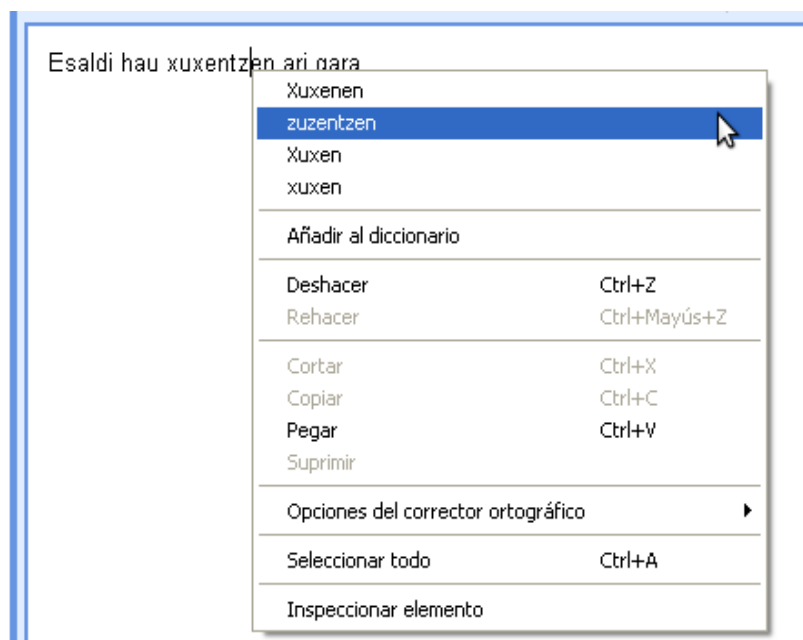 Esaldi hau xuxentzen ari gara
Xuxenen
zuzentzen
Xuxen
xuxen
Añadir al diccionario
Deshacer Ctrl+Z
Rehacer Ctrl+Mayús+Z
Cortar Ctrl+X
Copiar Ctrl+C
Pegar Ctrl+V
Suprimir
Opciones del corrector ortográfico
Seleccionar todo Ctrl+A
Inspeccionar elemento